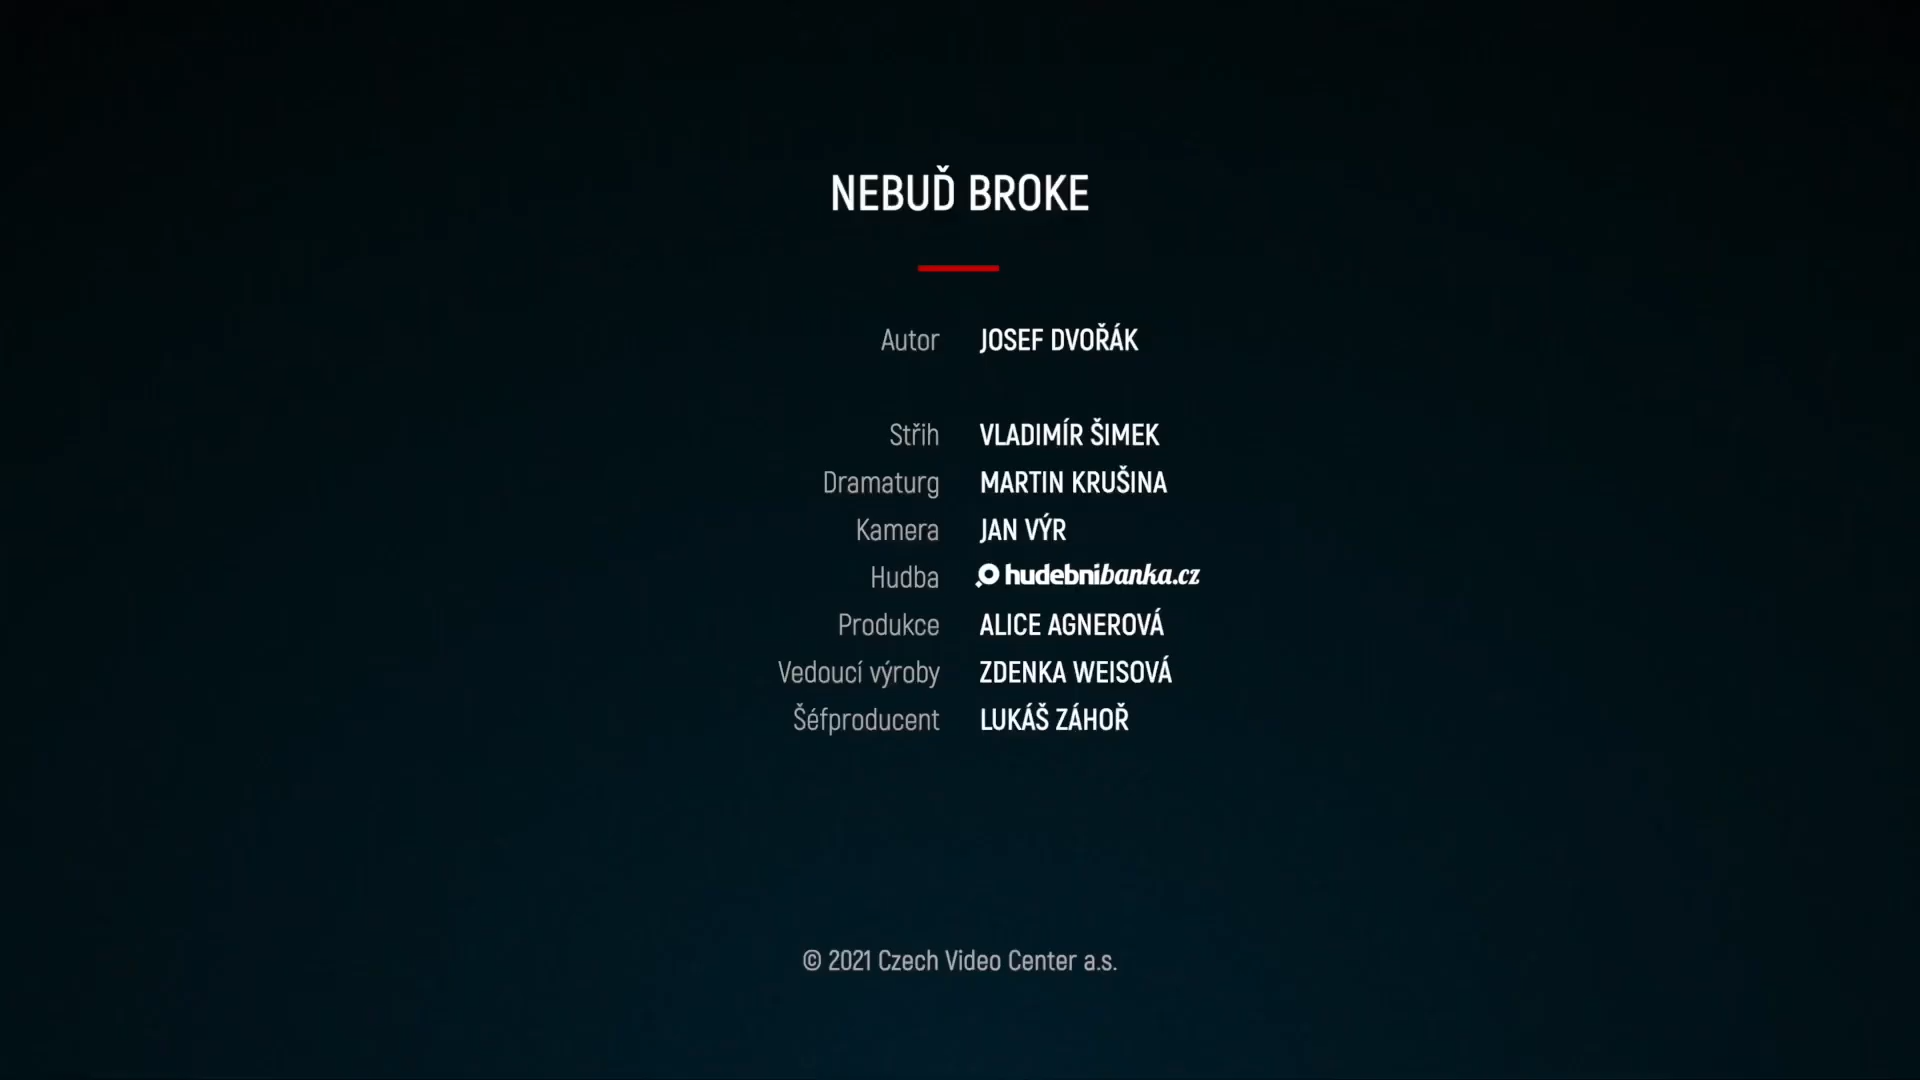 NEBUĎ BROKE
Autor JOSEF DVOŘÁK
Střih VLADIMÍR ŠIMEK
Dramaturg MARTIN KRUŠINA
Kamera JAN VÝR
Hudba hudebnibanka.cz
Produkce ALICE AGNEROVÁ
Vedoucí výroby ZDENKA WEISOVÁ
Šéfproducent LUKÁŠ ZÁHOŘ
© 2021 Czech Video Center a.s.